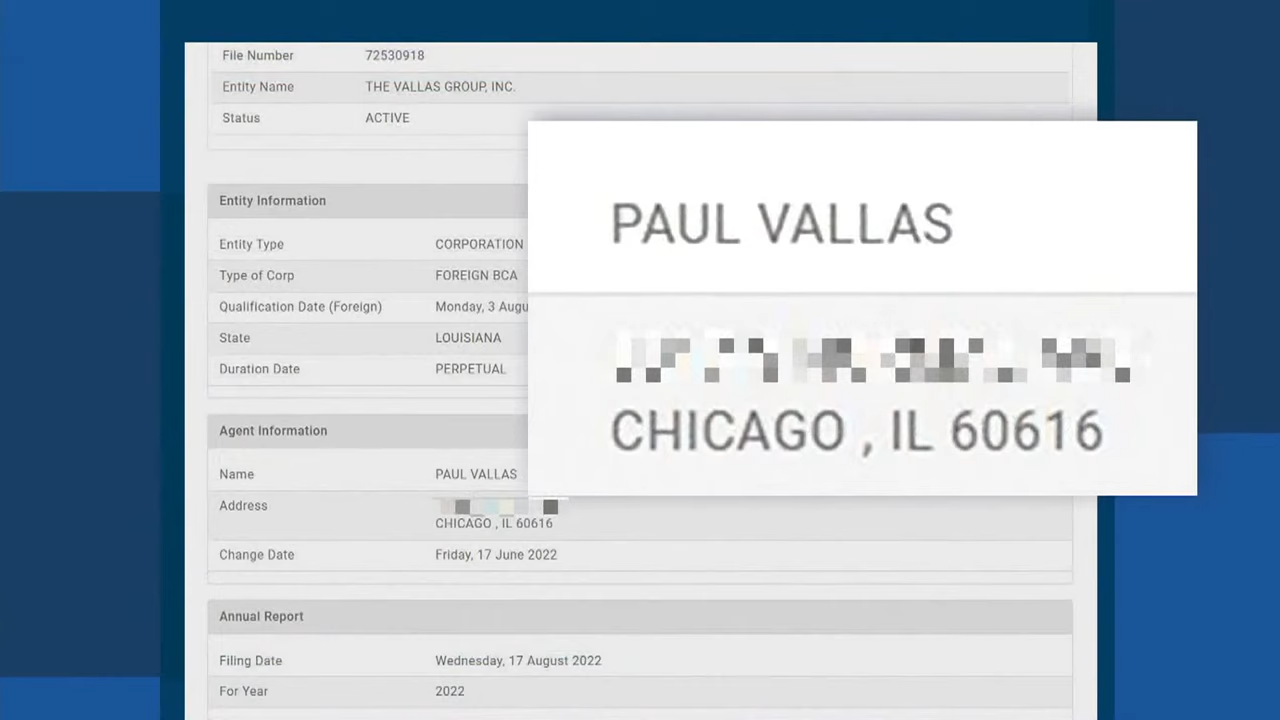 File Number 72530918
Entity Name THE VALLAS GROUP, INC.
Status ACTIVE
Entity Information
Entity Type CORPORATION
Type of Corp FOREIGN BCA
Qualification Date (Foreign) Monday, 3 Augu
State LOUISIANA
Duration Date PERPETUAL
Agent Information
Name PAUL VALLAS
Address
CHICAGO , IL 60616
Change Date Friday, 17 June 2022
Annual Report
Filing Date Wednesday, 17 August 2022
For Year 2022
PAUL VALLAS
CHICAGO , IL 60616